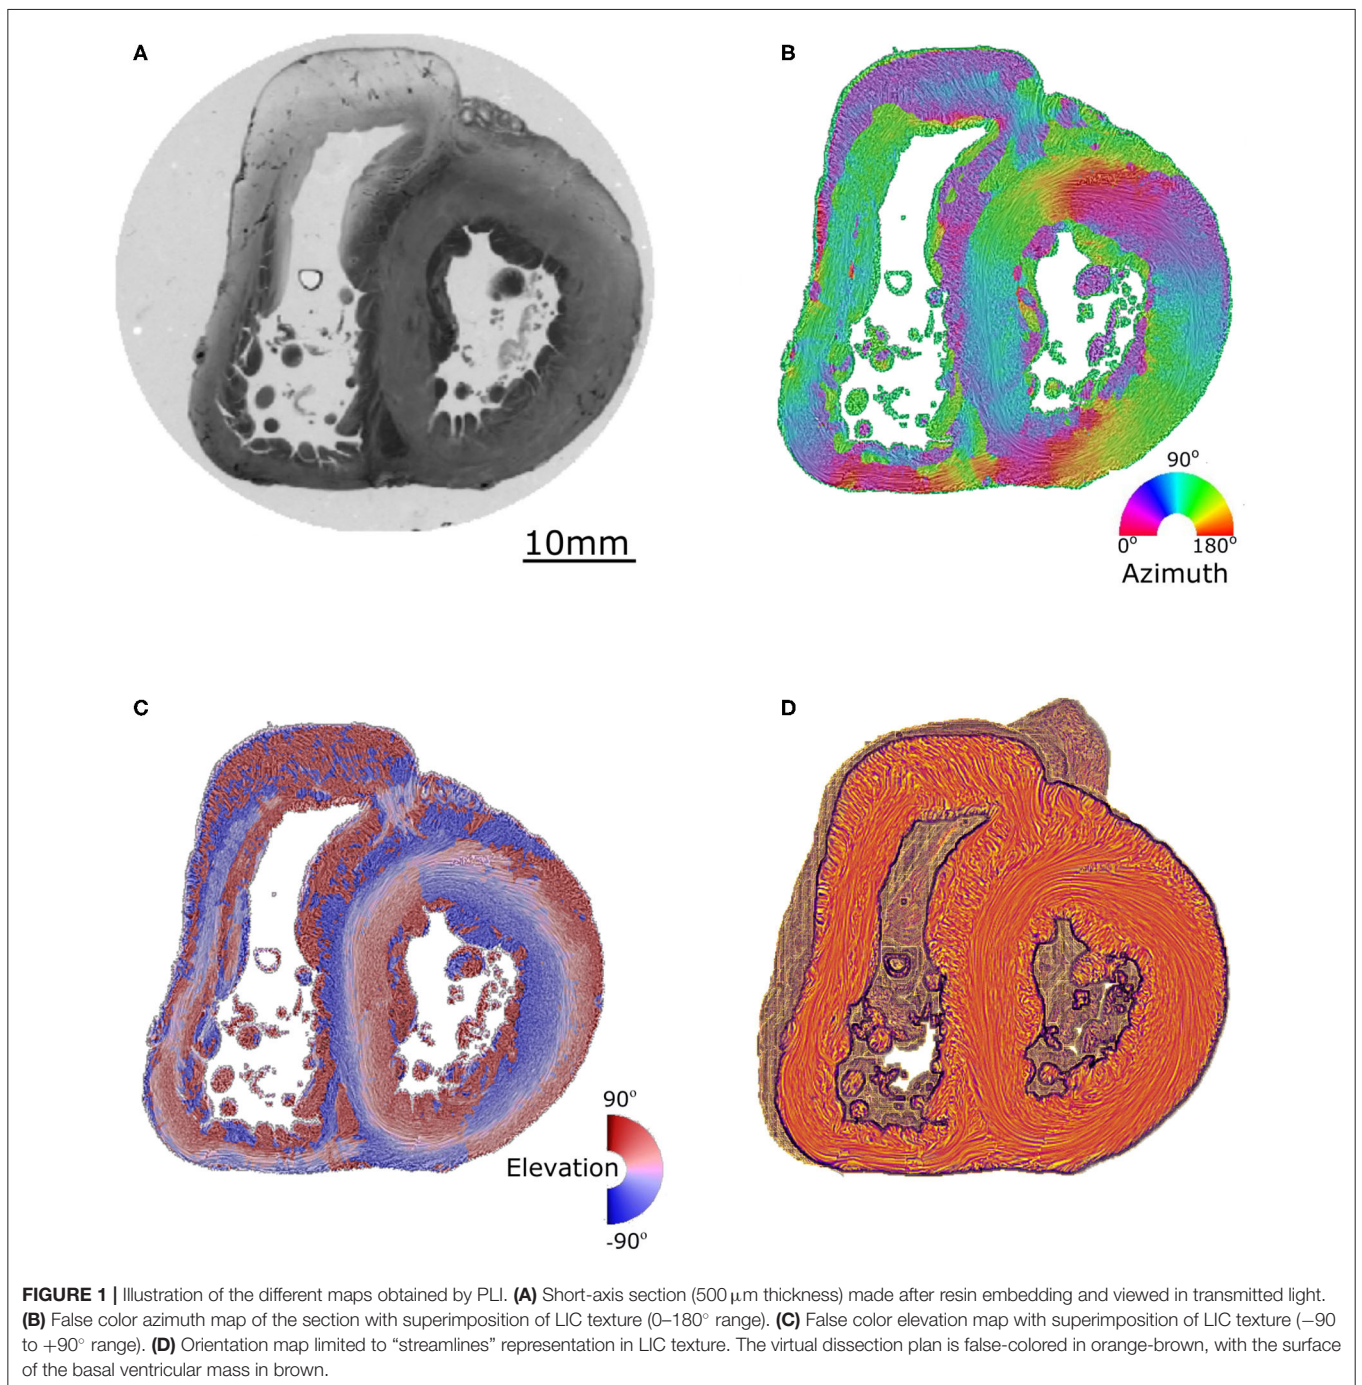 A
B
10mm
90°
0°
180°
Azimuth
C
D
90°
Elevation
-90°
FIGURE 1 | Illustration of the different maps obtained by PLI. (A) Short-axis section (500 µm thickness) made after resin embedding and viewed in transmitted light.
(B) False color azimuth map of the section with superimposition of LIC texture (0–180° range). (C) False color elevation map with superimposition of LIC texture (−90
to +90° range). (D) Orientation map limited to “streamlines” representation in LIC texture. The virtual dissection plan is false-colored in orange-brown, with the surface
of the basal ventricular mass in brown.